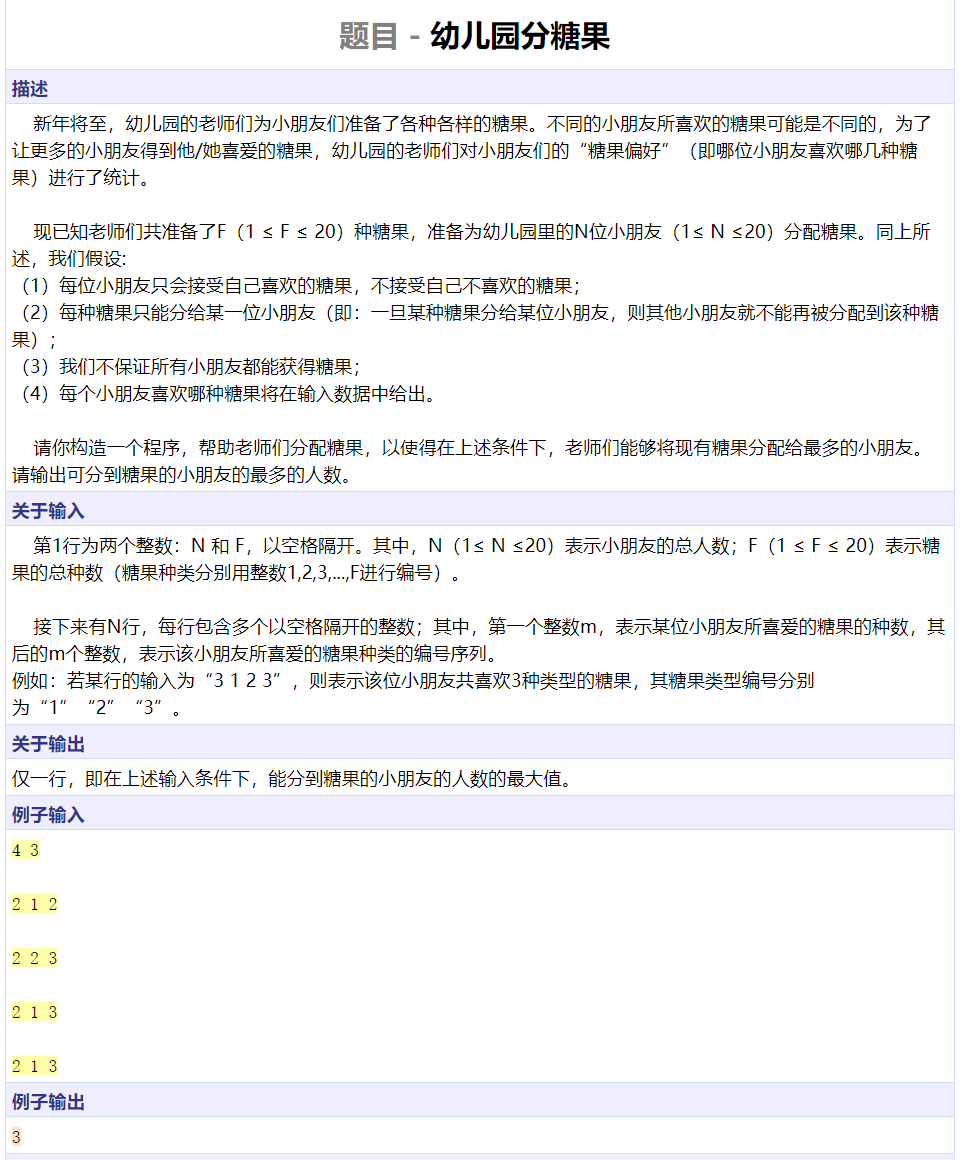 题目 - 幼儿园分糖果
描述
新年将至，幼儿园的老师们为小朋友们准备了各种各样的糖果。不同的小朋友所喜欢的糖果可能是不同的，为了
让更多的小朋友得到他/她喜爱的糖果，幼儿园的老师们对小朋友们的“糖果偏好”（即哪位小朋友喜欢哪几种糖
果）进行了统计。
现已知老师们共准备了F（1 ≤ F ≤ 20）种糖果，准备为幼儿园里的N位小朋友（1≤ N ≤20）分配糖果。同上所
述，我们假设:
（1）每位小朋友只会接受自己喜欢的糖果，不接受自己不喜欢的糖果；
（2）每种糖果只能分给某一位小朋友（即：一旦某种糖果分给某位小朋友，则其他小朋友就不能再被分配到该种糖
果）；
（3）我们不保证所有小朋友都能获得糖果；
（4）每个小朋友喜欢哪种糖果将在输入数据中给出。
请你构造一个程序，帮助老师们分配糖果，以使得在上述条件下，老师们能够将现有糖果分配给最多的小朋友。
请输出可分到糖果的小朋友的最多的人数。
关于输入
第1行为两个整数：N 和 F，以空格隔开。其中，N（1≤ N ≤20）表示小朋友的总人数；F（1 ≤ F ≤ 20）表示糖
果的总种数（糖果种类分别用整数1,2,3,...,F进行编号）。
接下来有N行，每行包含多个以空格隔开的整数；其中，第一个整数m，表示某位小朋友所喜爱的糖果的种数，其
后的m个整数，表示该小朋友所喜爱的糖果种类的编号序列。
例如：若某行的输入为“3 1 2 3”，则表示该位小朋友共喜欢3种类型的糖果，其糖果类型编号分别
为“1”“2”“3”。
关于输出
仅一行，即在上述输入条件下，能分到糖果的小朋友的人数的最大值。
例子输入
4 3
2 1 2
2 2 3
2 1 3
2 1 3
例子输出
3